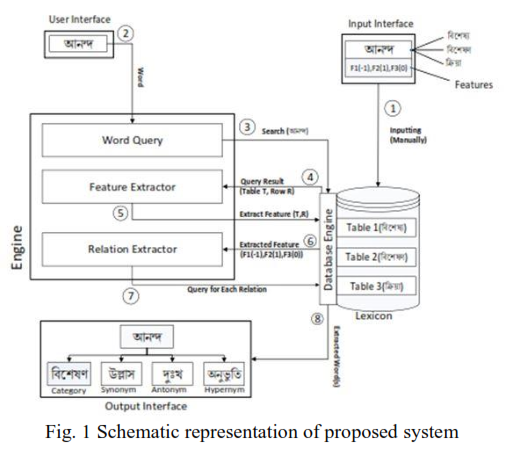 User Interface
আনন্দ
2
Word
Input Interface
আনন্দ
F1(-1),F2(1),F3(0)
বিশেষ্য
বিশেষণ
ক্রিয়া
Features
1
Inputting
(Manually)
Engine
Word Query
Feature Extractor
Relation Extractor
3
Search (আনন্দ)
4
Query Result
(Table T, Row R)
5
Extract Feature (T,R)
6
Extracted Feature
(F1(-1),F2(1),F3(0))
7
Query for Each Relation
Database Engine
Table 1(বিশেষ্য)
Table 2(বিশেষণ)
Table 3(ক্রিয়া)
Lexicon
8
Extracted Word(s)
আনন্দ
বিশেষণ
উল্লাস
দুঃখ
অনুভূতি
Category
Synonym
Antonym
Hypernym
Output Interface
Fig. 1 Schematic representation of proposed system